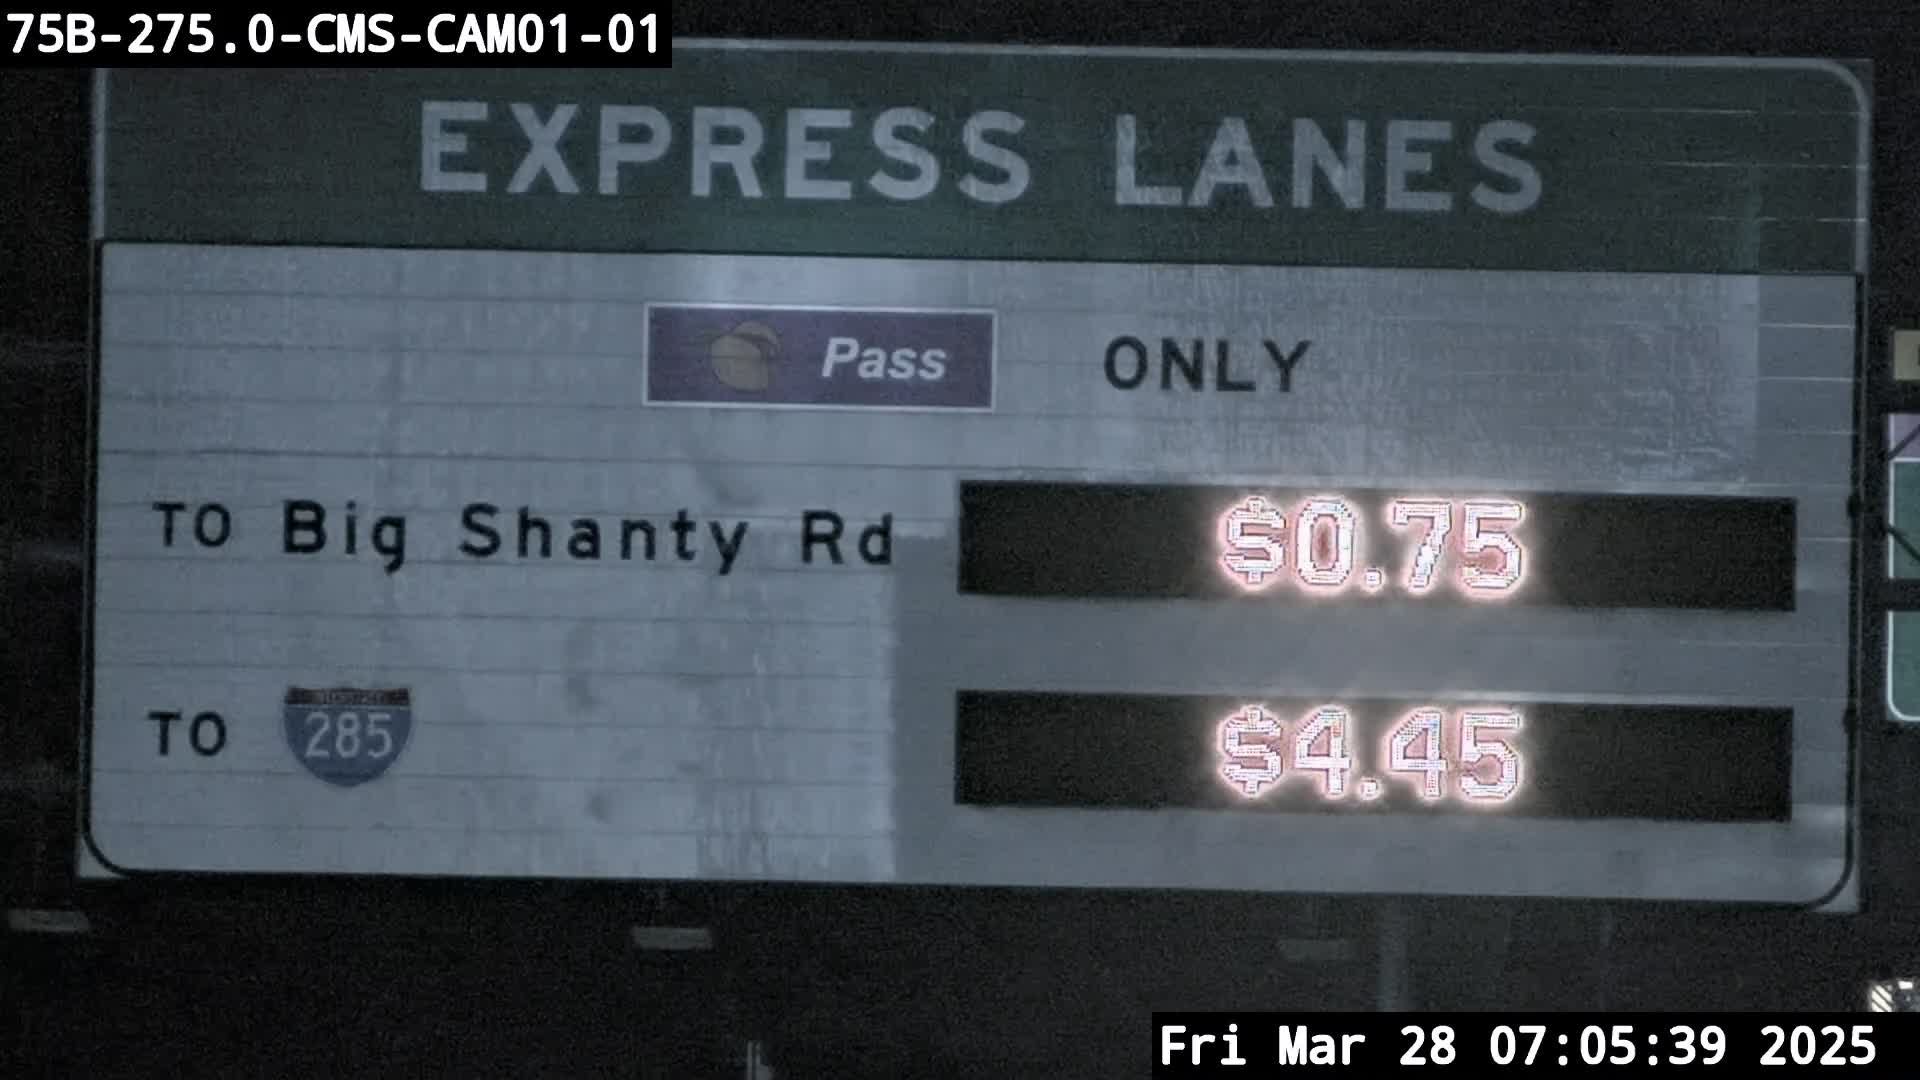 75B-275.0-CMS-CAM01-01
EXPRESS LANES
Pass ONLY
TO Big Shanty Rd $0.75
TO 285 $4.45
Fri Mar 28 07:05:39 2025